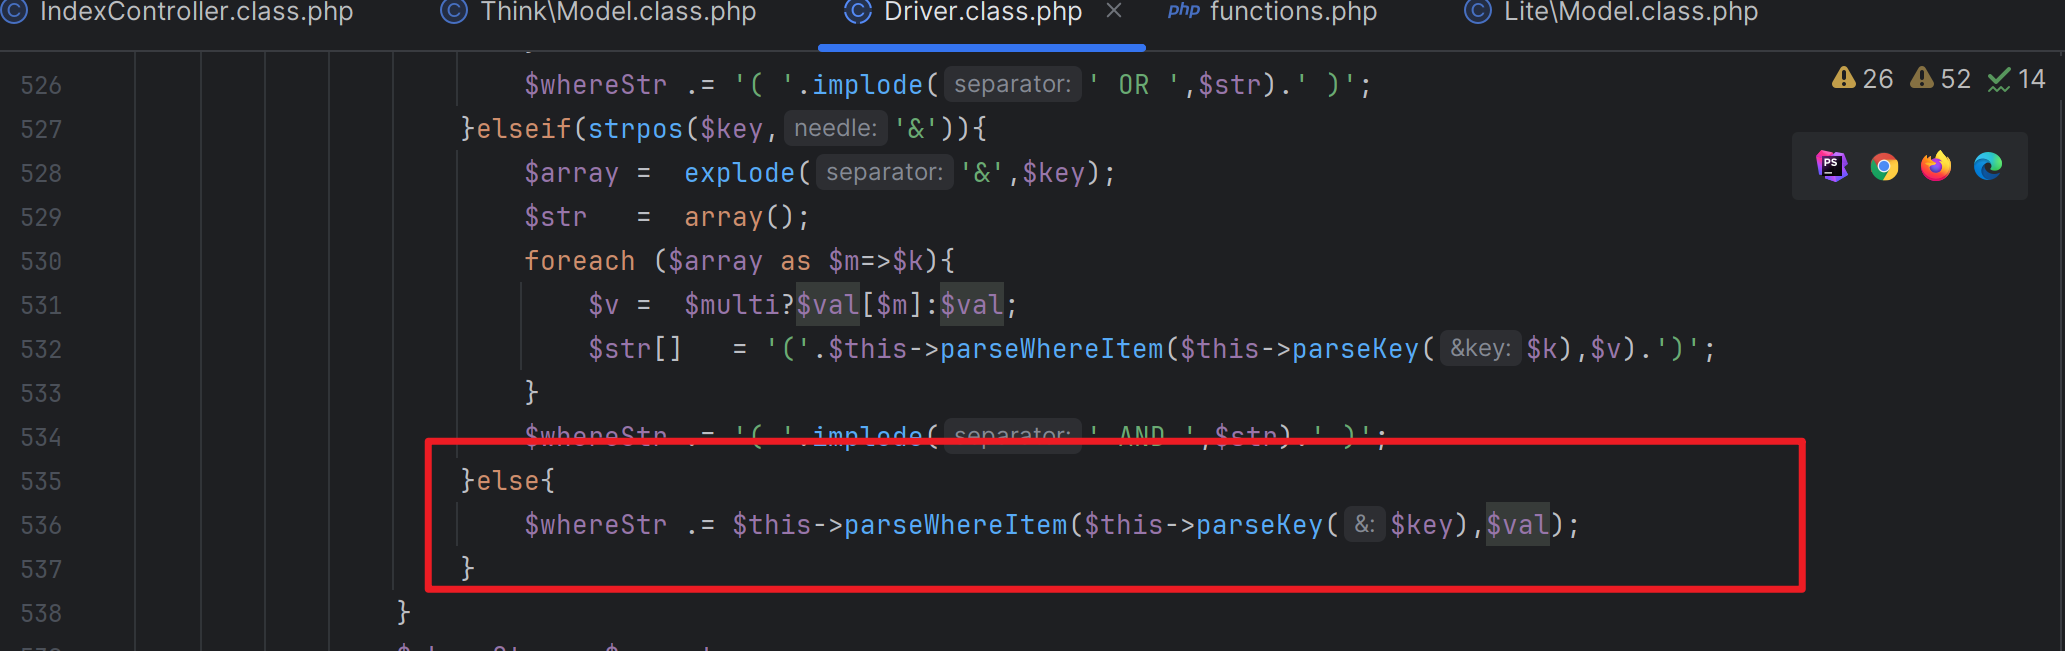 IndexController.class.php Think\Model.class.php Driver.class.php functions.php Lite\Model.class.php
526 $whereStr .= '( '.implode( separator: ' OR ',$str).' )';
26 52 14
527 }elseif(strpos($key, needle: '&')){
528 $array = explode( separator: '&',$key);
529 $str = array();
530 foreach ($array as $m=>$k){
531 $v = $multi?$val[$m]:$val;
532 $str[] = '('.$this->parseWhereItem($this->parseKey( &key: $k),$v).')';
533 }
534 $whereStr .= '( '.implode( separator: ' AND ',$str).' )';
535 }else{
536 $whereStr .= $this->parseWhereItem($this->parseKey( &: $key),$val);
537 }
538 }